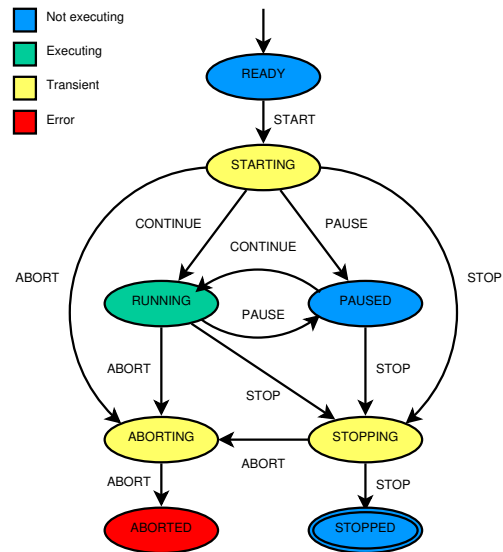 Not executing
Executing
Transient
Error
READY
START
STARTING
CONTINUE
PAUSE
CONTINUE
ABORT
STOP
RUNNING
PAUSED
PAUSE
ABORT
STOP
STOP
ABORTING
STOPPING
ABORT
ABORT
STOP
ABORTED
STOPPED